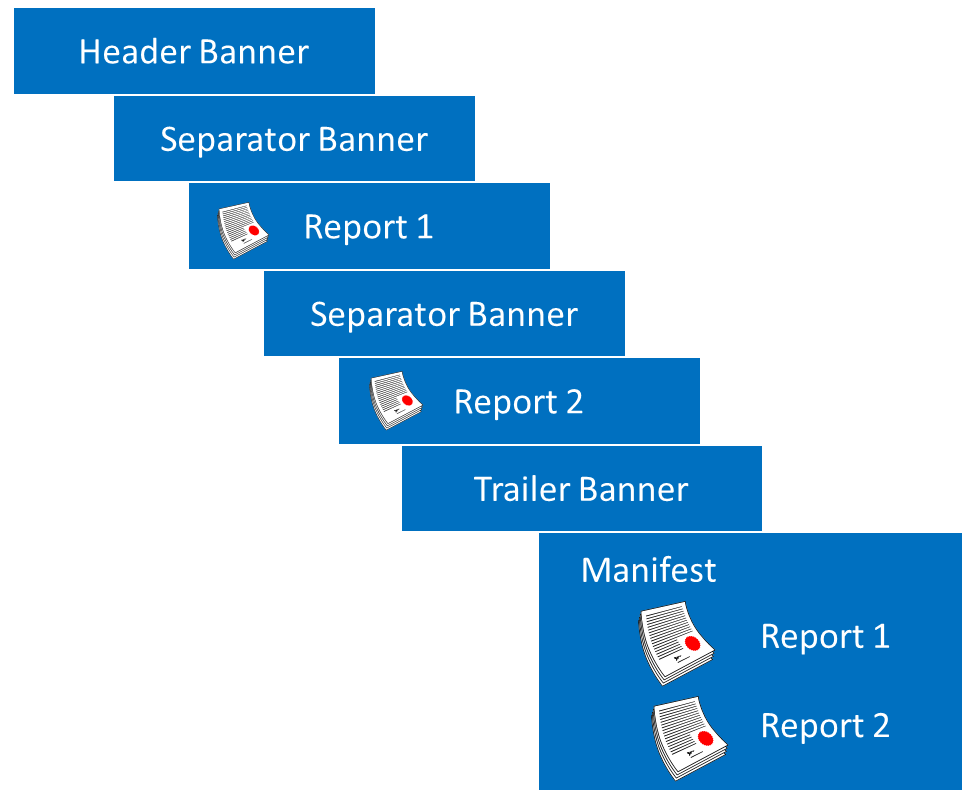 Header Banner
Separator Banner
Report 1
Separator Banner
Report 2
Trailer Banner
Manifest
Report 1
Report 2